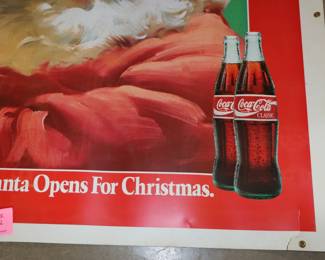 Coca-Cola
Coca-Cola
CLASSIC
anta Opens For Christmas.